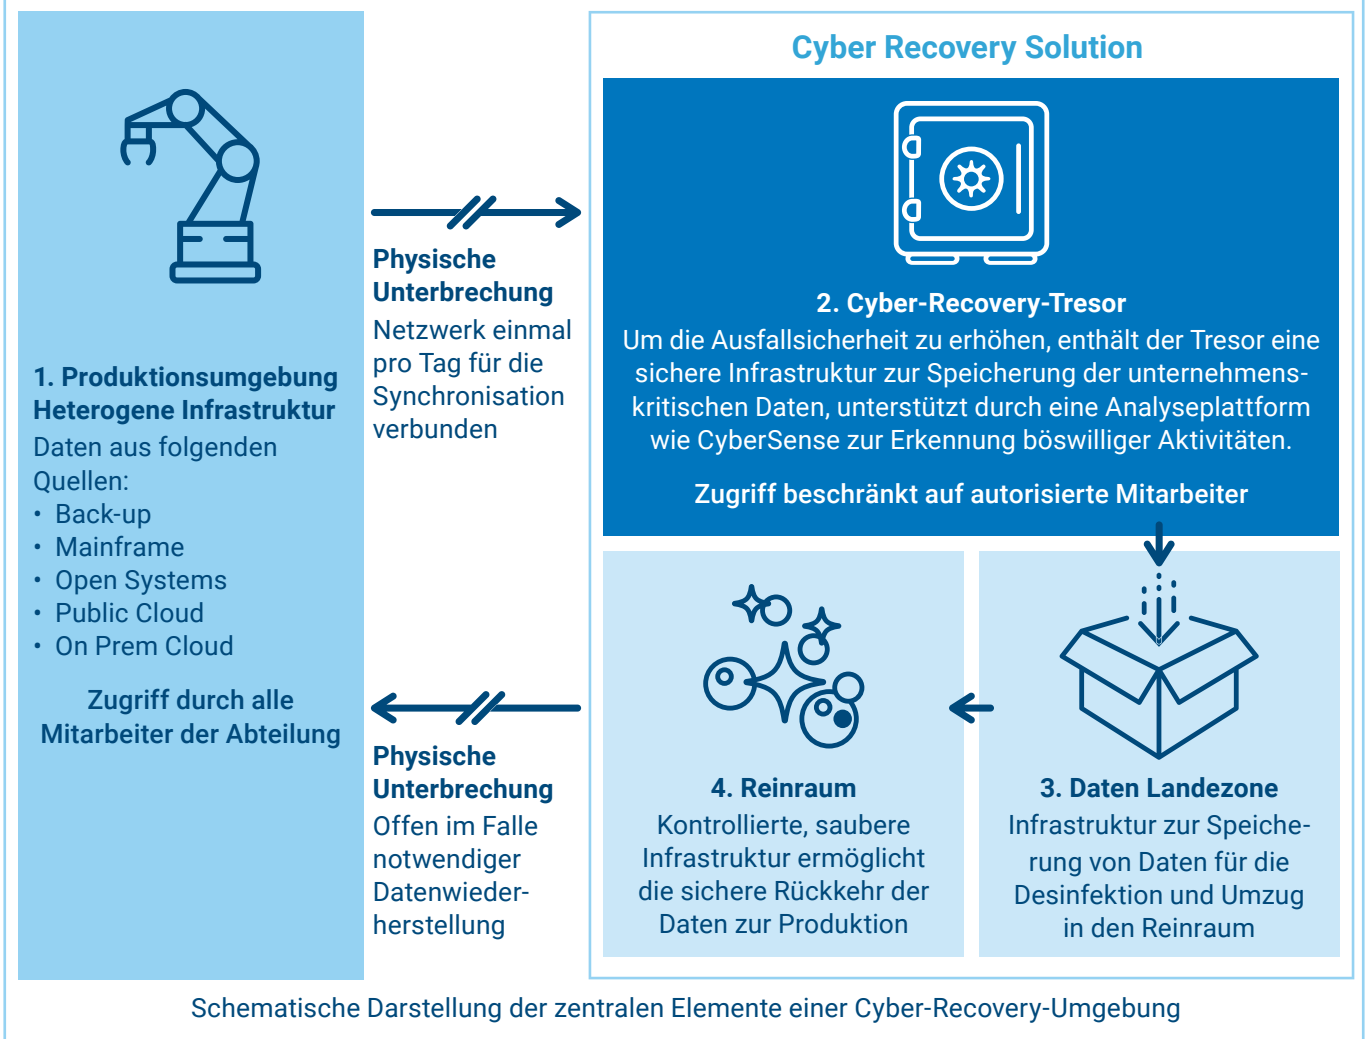 Cyber Recovery Solution
1. Produktionsumgebung
Heterogene Infrastruktur
Daten aus folgenden
Quellen:
• Back-up
• Mainframe
• Open Systems
• Public Cloud
• On Prem Cloud
Zugriff durch alle
Mitarbeiter der Abteilung
Physische
Unterbrechung
Netzwerk einmal
pro Tag für die
Synchronisation
verbunden
2. Cyber-Recovery-Tresor
Um die Ausfallsicherheit zu erhöhen, enthält der Tresor eine
sichere Infrastruktur zur Speicherung der unternehmens-
kritischen Daten, unterstützt durch eine Analyseplattform
wie CyberSense zur Erkennung böswilliger Aktivitäten.
Zugriff beschränkt auf autorisierte Mitarbeiter
3. Daten Landezone
Infrastruktur zur Speiche-
rung von Daten für die
Desinfektion und Umzug
in den Reinraum
4. Reinraum
Kontrollierte, saubere
Infrastruktur ermöglicht
die sichere Rückkehr der
Daten zur Produktion
Physische
Unterbrechung
Offen im Falle
notwendiger
Datenwieder-
herstellung
Schematische Darstellung der zentralen Elemente einer Cyber-Recovery-Umgebung